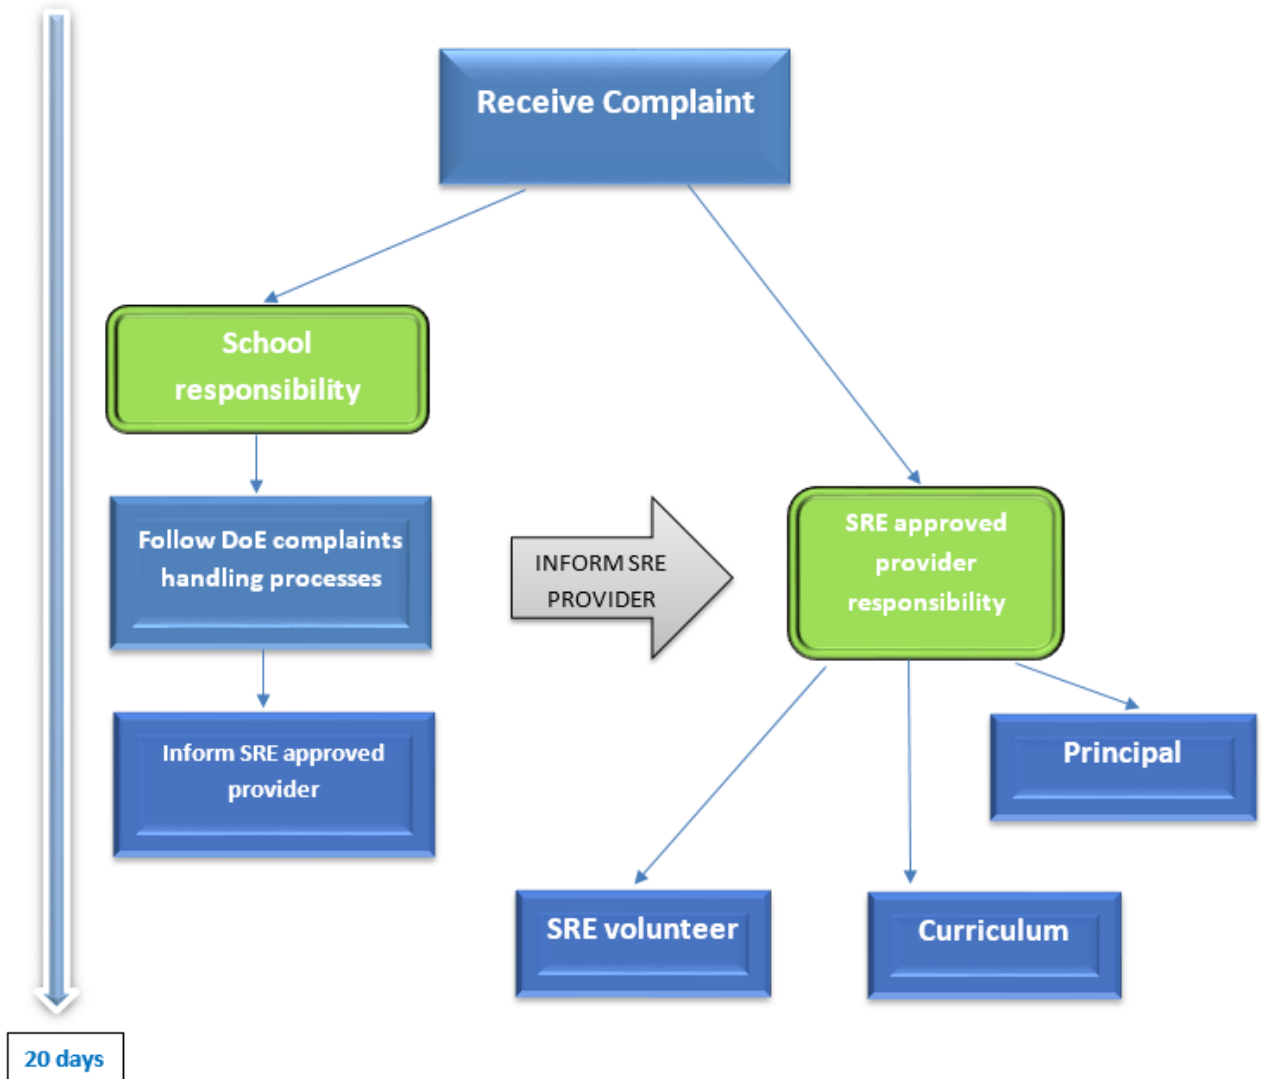 Receive Complaint
School
responsibility
Follow DoE complaints
handling processes
INFORM SRE
PROVIDER
SRE approved
provider
responsibility
Inform SRE approved
provider
Principal
SRE volunteer
Curriculum
20 days